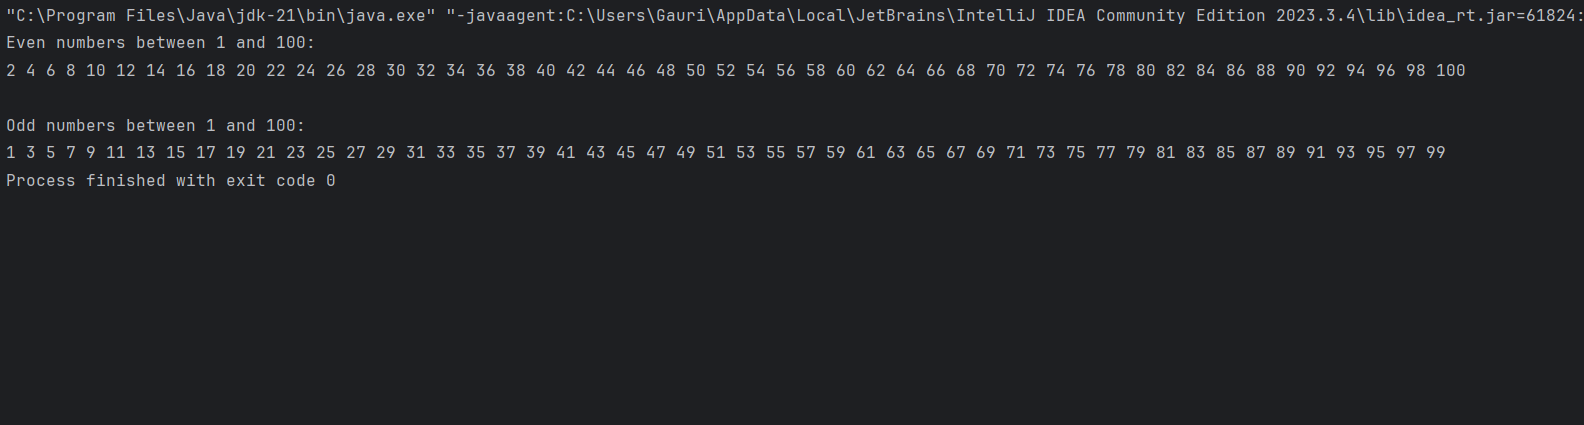 "C:\Program Files\Java\jdk-21\bin\java.exe" "-javaagent:C:\Users\Gauri\AppData\Local\JetBrains\IntelliJ IDEA Community Edition 2023.3.4\lib\idea_rt.jar=61824:
Even numbers between 1 and 100:
2 4 6 8 10 12 14 16 18 20 22 24 26 28 30 32 34 36 38 40 42 44 46 48 50 52 54 56 58 60 62 64 66 68 70 72 74 76 78 80 82 84 86 88 90 92 94 96 98 100
Odd numbers between 1 and 100:
1 3 5 7 9 11 13 15 17 19 21 23 25 27 29 31 33 35 37 39 41 43 45 47 49 51 53 55 57 59 61 63 65 67 69 71 73 75 77 79 81 83 85 87 89 91 93 95 97 99
Process finished with exit code 0